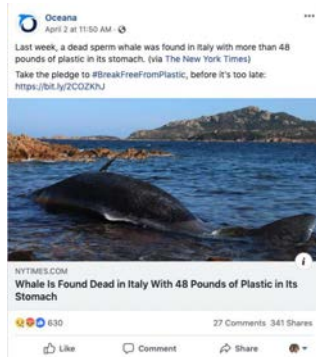 Oceana
April 2 at 11:50 AM ·
Last week, a dead sperm whale was found in Italy with more than 48
pounds of plastic in its stomach. (via The New York Times)
Take the pledge to #BreakFreeFromPlastic, before it's too late:
https://bit.ly/2COZKhJ
i
NYTIMES.COM
Whale Is Found Dead in Italy With 48 Pounds of Plastic in Its
Stomach
630
27 Comments 341 Shares
Like Comment Share